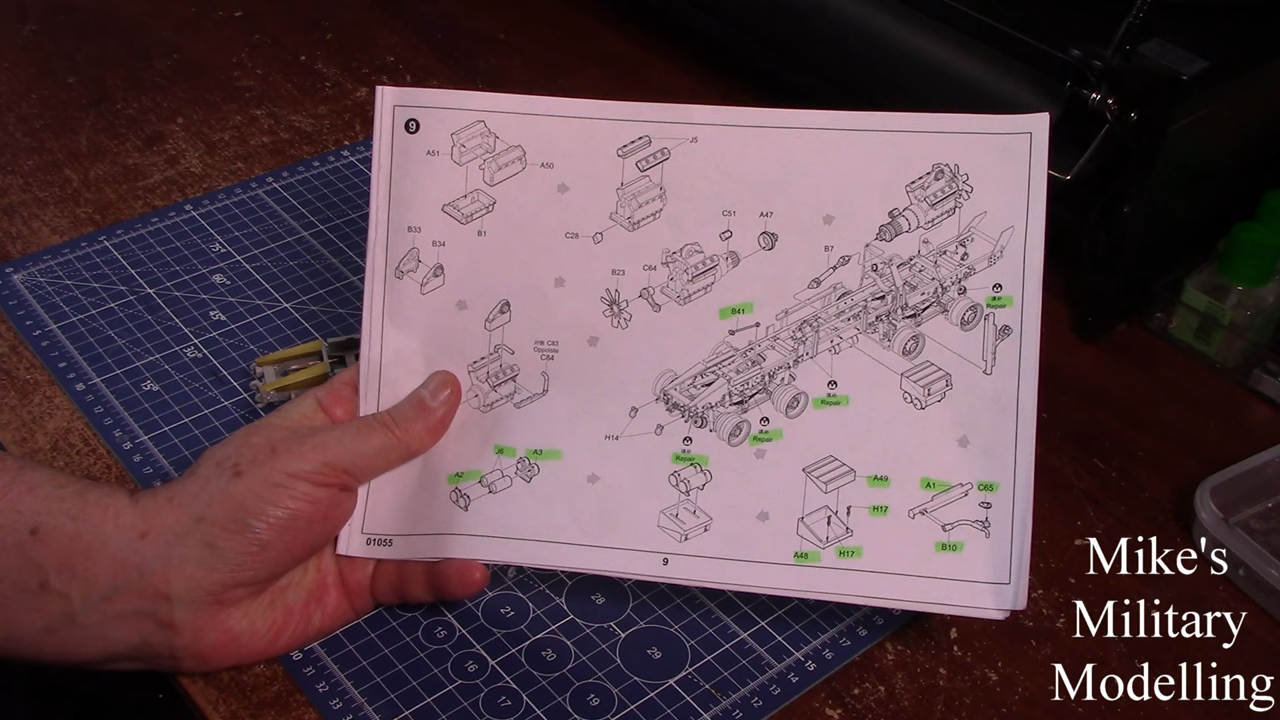 9
A51
A50
B1
B33
B34
J5
C28
C51
A47
B23
C64
B7
B41
C83
Opposite
C84
H14
Repair
Repair
Repair
Repair
A2
J6
A3
A49
H17
A48
H17
A1
C65
B10
01055
9
75°
60°
45°
30°
15°
21
28
15
20
29
16
17
19
Mike's
Military
Modelling